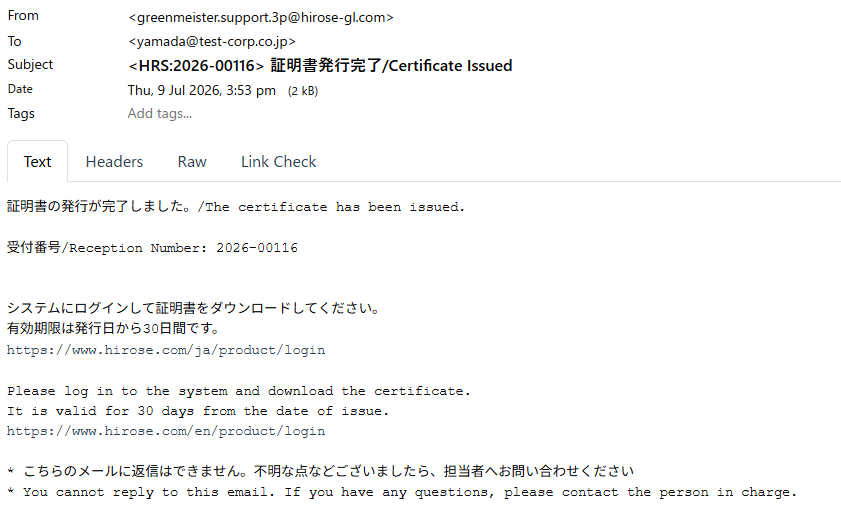 From <greenmeister.support.3p@hirose-gl.com>
To <yamada@test-corp.co.jp>
Subject <HRS:2026-00116> 証明書発行完了/Certificate Issued
Date Thu, 9 Jul 2026, 3:53 pm (2 kB)
Tags Add tags...
Text Headers Raw Link Check
証明書の発行が完了しました。/The certificate has been issued.
受付番号/Reception Number: 2026-00116
システムにログインして証明書をダウンロードしてください。
有効期限は発行日から30日間です。
https://www.hirose.com/ja/product/login
Please log in to the system and download the certificate.
It is valid for 30 days from the date of issue.
https://www.hirose.com/en/product/login
* こちらのメールに返信はできません。不明な点などございましたら、担当者へお問い合わせください
* You cannot reply to this email. If you have any questions, please contact the person in charge.